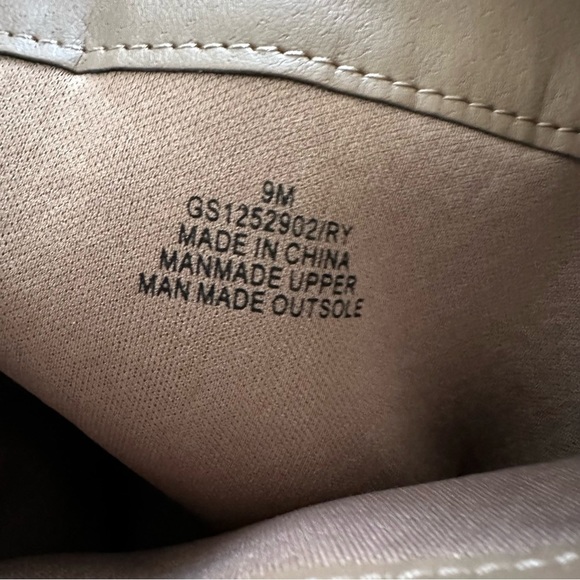 9M
GS1252902/RY
MADE IN CHINA
MANMADE UPPER
MAN MADE OUTSOLE